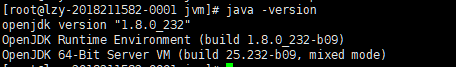 [root@lzy-2018211582-0001 jvm]# java -version
openjdk version "1.8.0_232"
OpenJDK Runtime Environment (build 1.8.0_232-b09)
OpenJDK 64-Bit Server VM (build 25.232-b09, mixed mode)